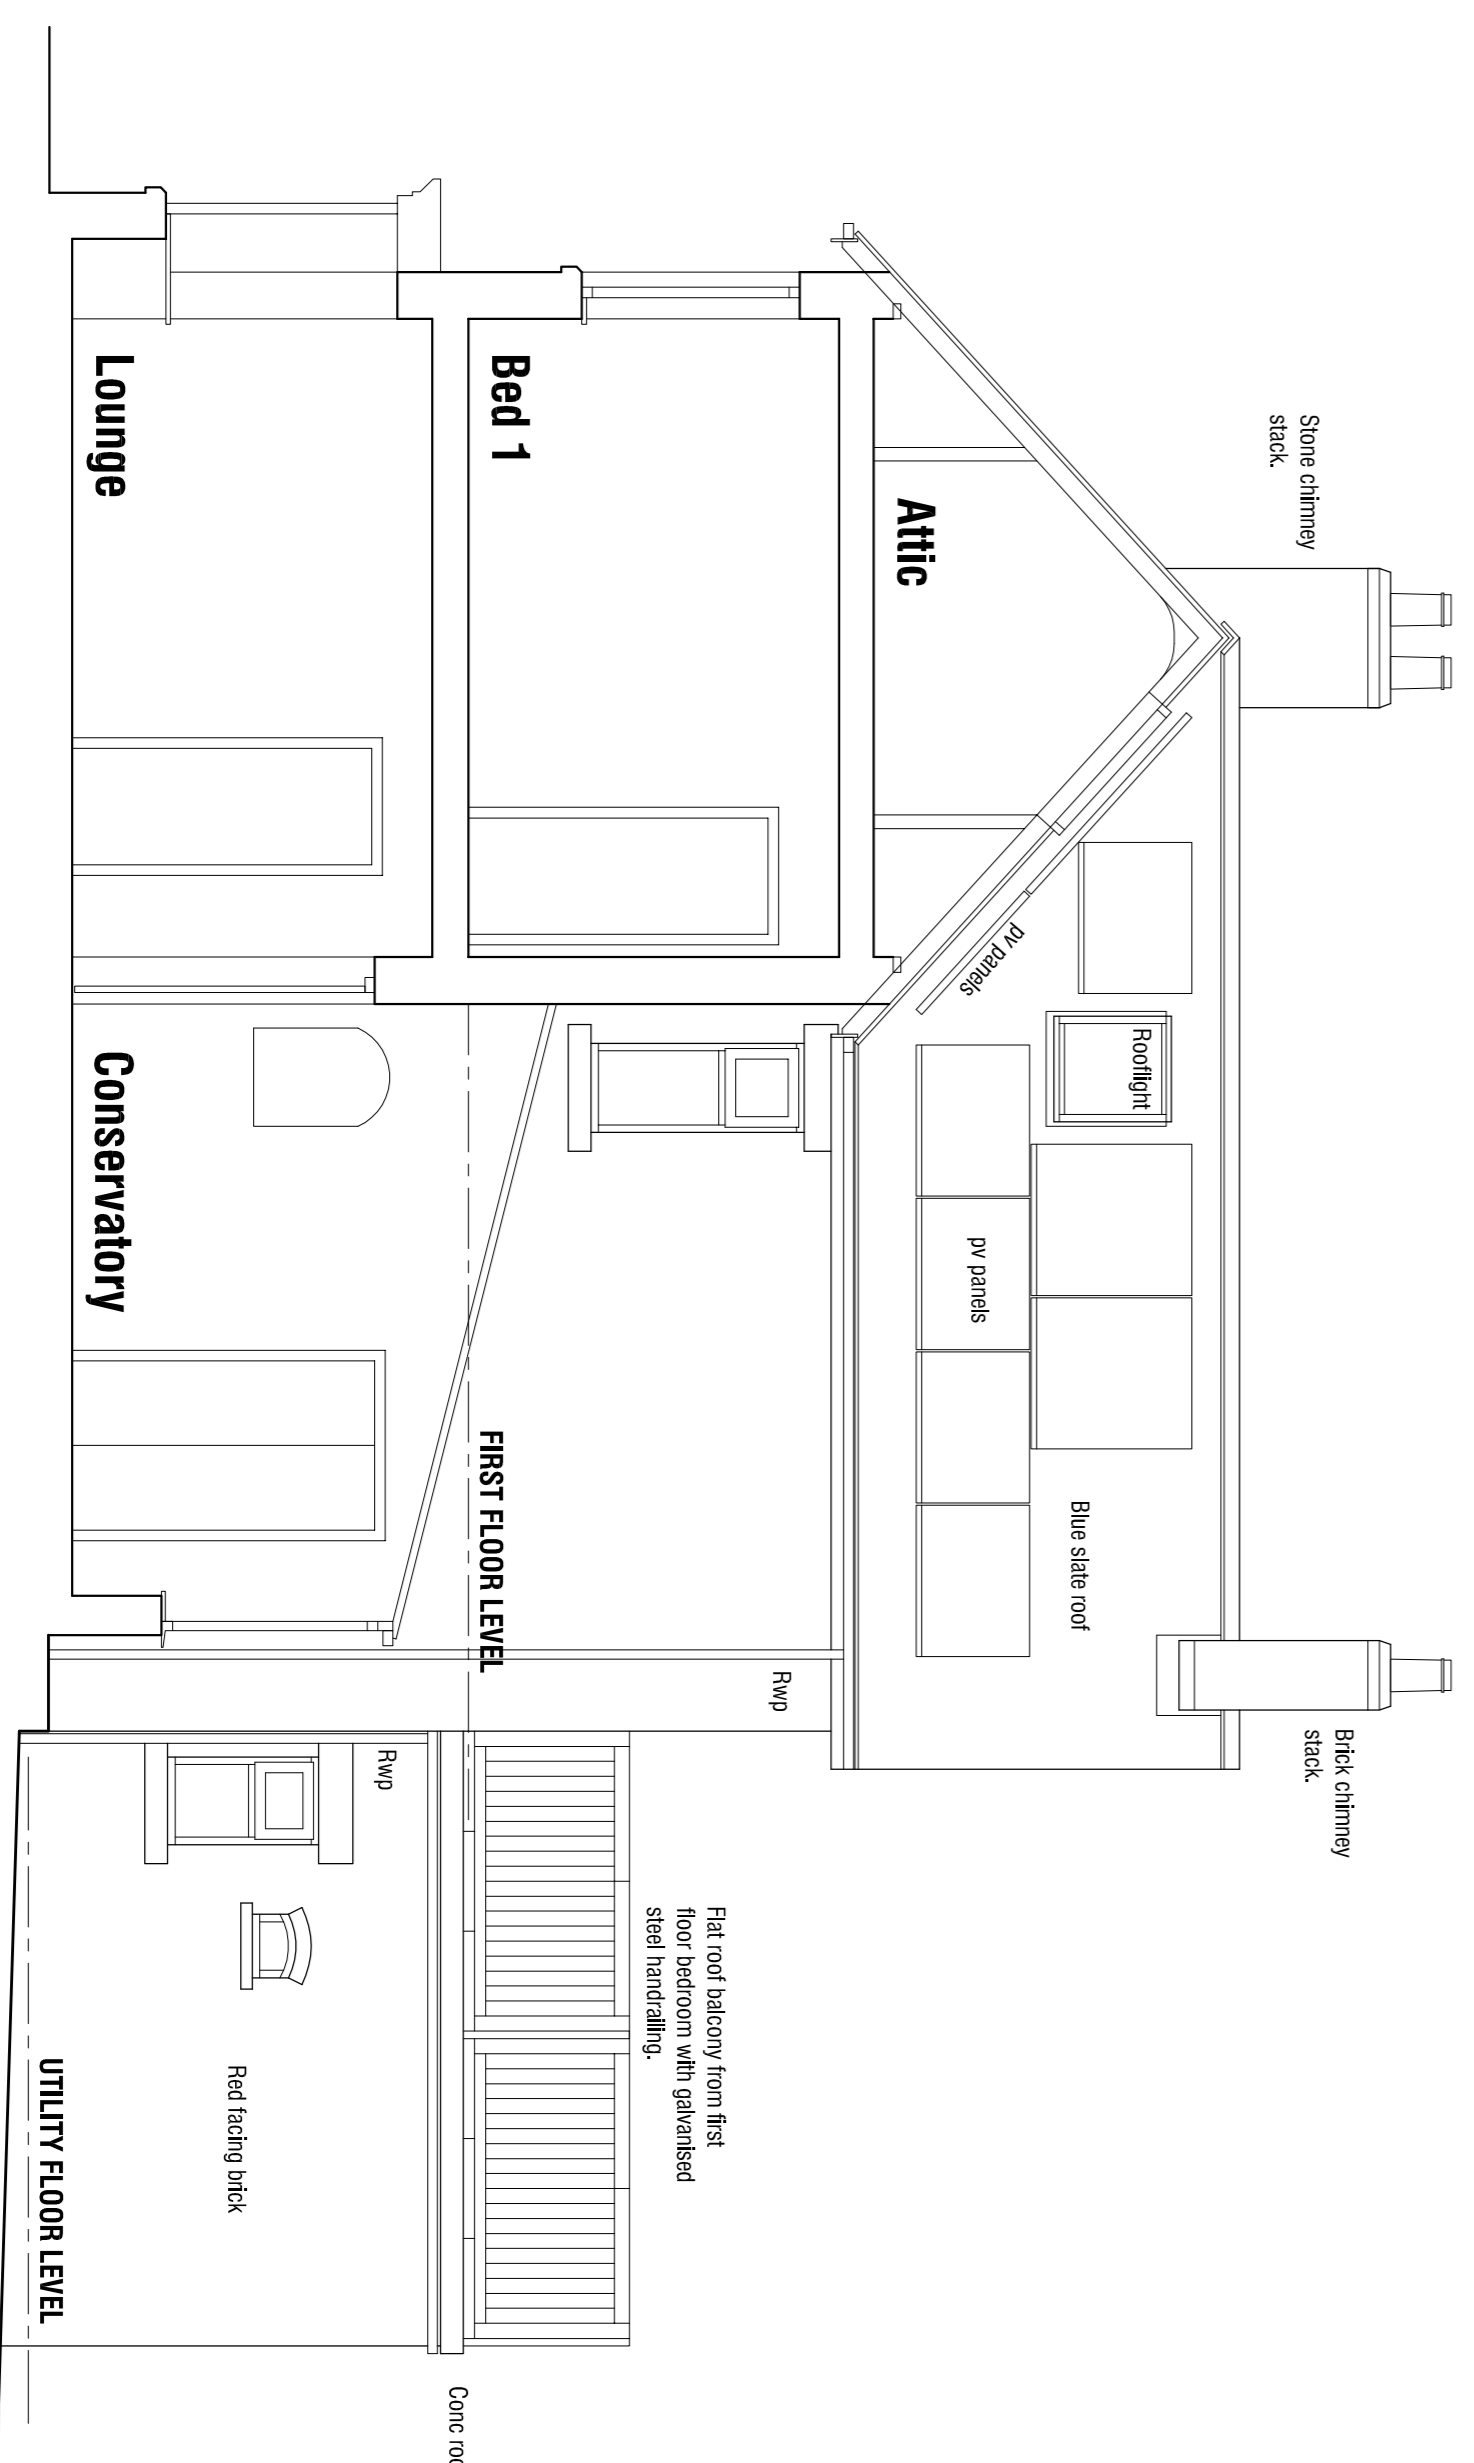 Stone chimney
stack.
Brick chimney
stack.
Rooflight
Blue slate roof
pv panels
pv panels
Attic
Rwp
Flat roof balcony from first
floor bedroom with galvanised
steel handrailing.
Bed 1
FIRST FLOOR LEVEL
Conc
Rwp
Red facing brick
Lounge
Conservatory
UTILITY FLOOR LEVEL